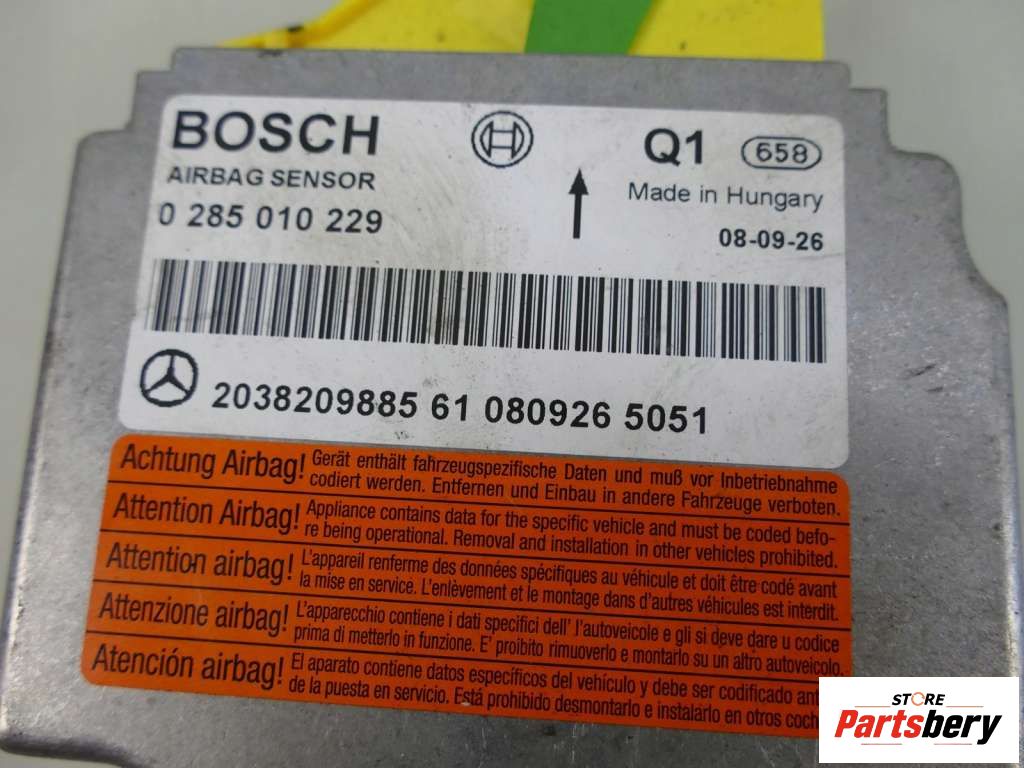 BOSCH
AIRBAG SENSOR
0 285 010 229
Q1 658
Made in Hungary
08-09-26
2038209885 61 080926 5051
Achtung Airbag! Gerät enthält fahrzeugspezifische Daten und muß vor Inbetriebnahme
codiert werden. Entfernen und Einbau in andere Fahrzeuge verboten.
Attention Airbag! Appliance contains data for the specific vehicle and must be coded befo-
re being operational. Removal and installation in other vehicles prohibited.
Attention airbag! L'appareil renferme des données spécifiques au véhicule et doit être codé avant
la mise en service. L'enlèvement et le montage dans d'autres véhicules est interdit.
Attenzione airbag! L'apparecchio contiene i dati specifici dell' l'autoveicole e gli si deve dare u codice
prima di metterlo in funzione. E' proibito rimuoverlo e montarlo su un altro autoveicolo.
Atención airbag! El aparato contiene datos específicos del vehículo y debe ser codificado
de la puesta en servicio. Está prohibido desmontarlo e instalárlo en otros
STORE
Partsbery